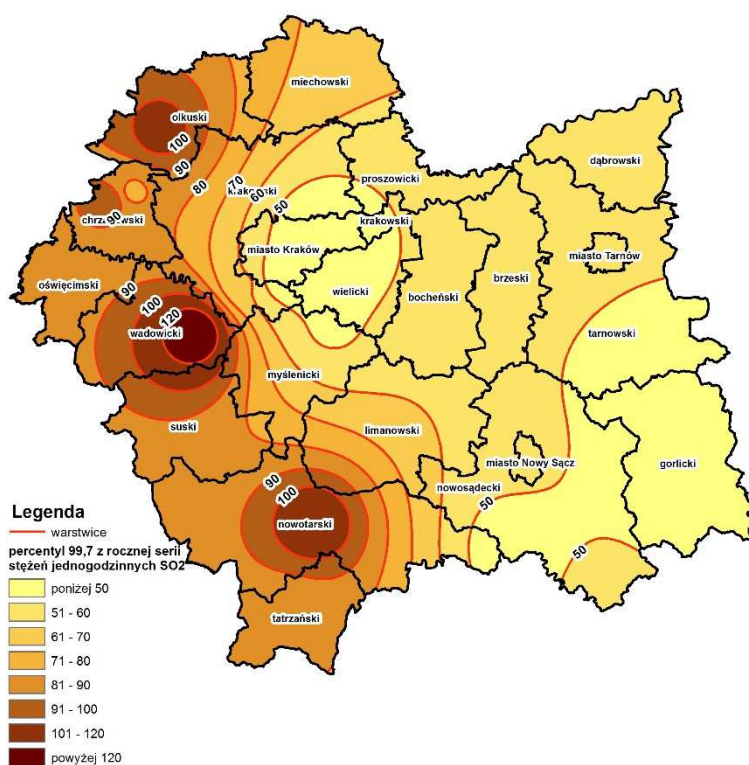 miechowski
olkuski
100
90
80
70
60
50
krakowski
proszowicki
dąbrowski
90
krakowski
miasto Kraków
miasto Tarnów
oświęcimski
90
100
120
wielicki
bocheński
brzeski
wadowicki
tarnowski
myślenicki
suski
limanowski
miasto Nowy Sącz
gorlicki
90
100
nowosądecki
50
nowotarski
50
tatrzański
Legenda
warstwice
percentyl 99,7 z rocznej serii
stężeń jednogodzinnych SO2
poniżej 50
51 - 60
61 - 70
71 - 80
81 - 90
91 - 100
101 - 120
powyżej 120